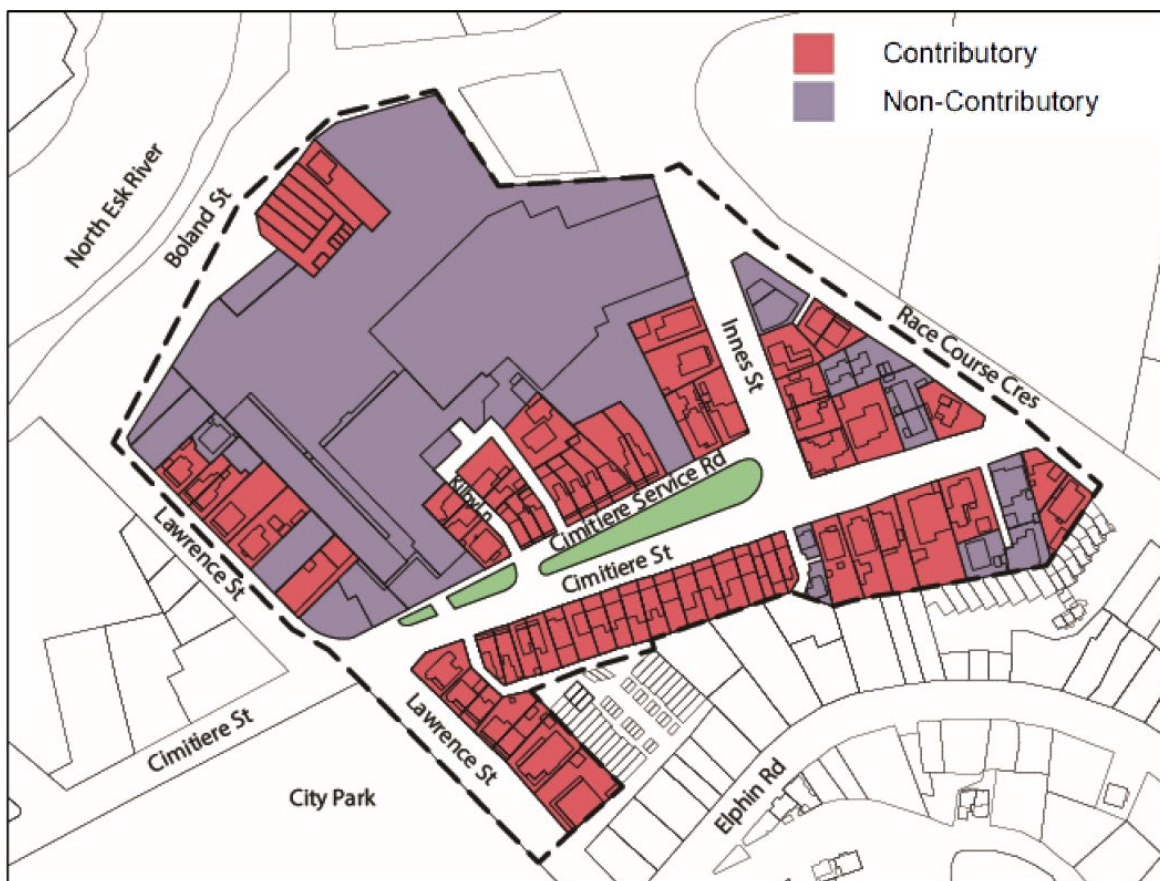 Contributory
Non-Contributory
North Esk River
Boland St
Innes St
Race Course Cres
Kilby Ln
Cimitiere Service Rd
Cimitiere St
Lawrence St
Lawrence St
Cimitiere St
City Park
Elphin Rd